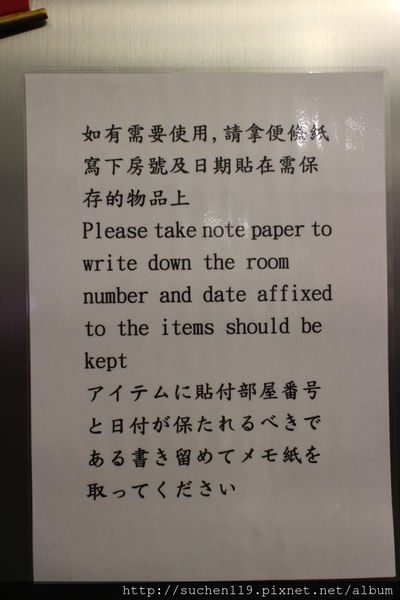 如有需要使用,請拿便條紙
寫下房號及日期貼在需保
存的物品上
Please take note paper to
write down the room
number and date affixed
to the items should be
kept
アイテムに貼付部屋番号
と日付が保たれるべきで
ある書き留めてメモ紙を
取ってください
http://suchen119.pixnet.net/album